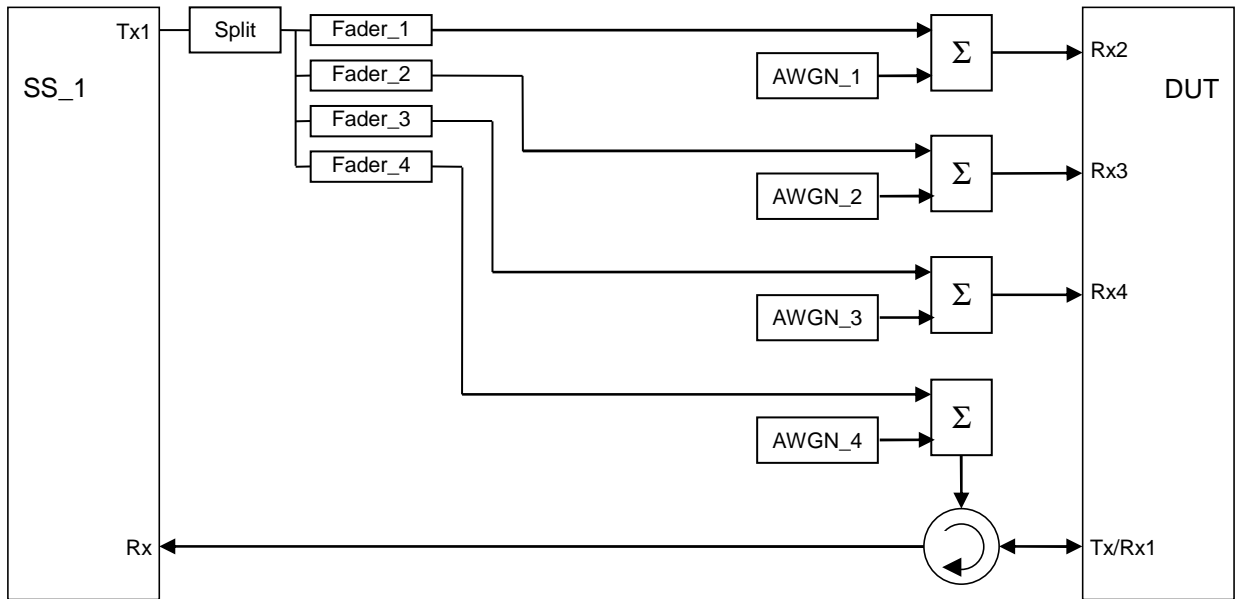 Tx1
Split
Fader_1
Fader_2
Fader_3
Fader_4
SS_1
AWGN_1
Σ
Rx2
DUT
AWGN_2
Σ
Rx3
AWGN_3
Σ
Rx4
AWGN_4
Σ
Rx
Tx/Rx1